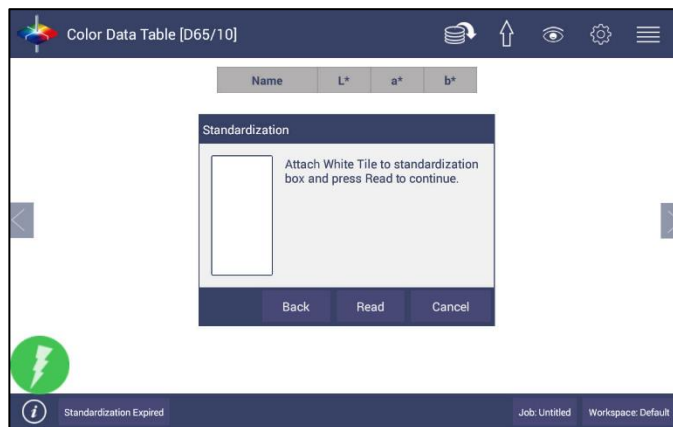 Color Data Table [D65/10]
Name L* a* b*
Standardization
Attach White Tile to standardization
box and press Read to continue.
Back Read Cancel
i Standardization Expired Job: Untitled Workspace: Default